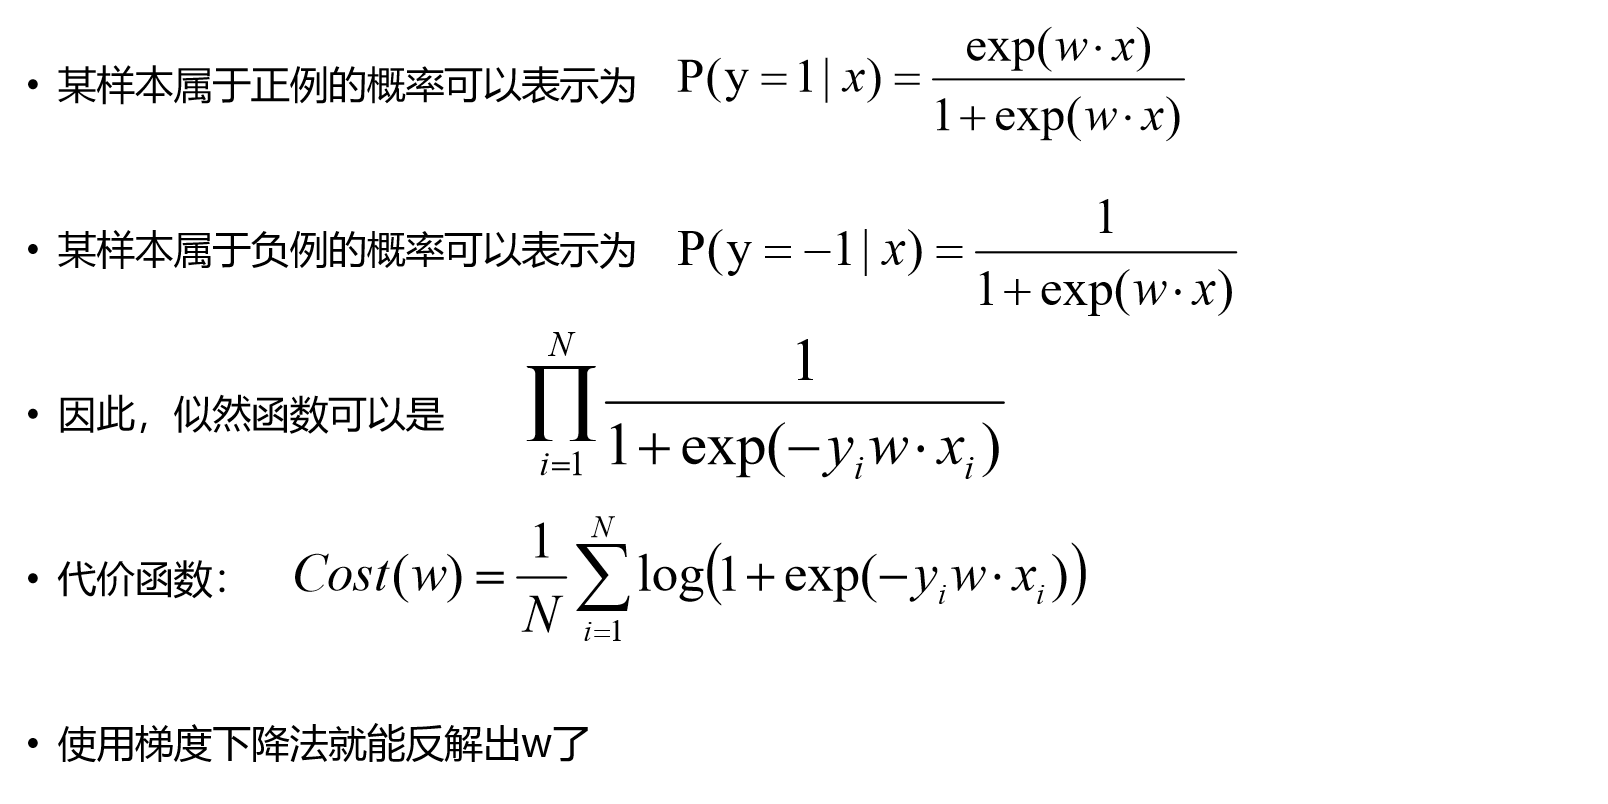 • 某样本属于正例的概率可以表示为 P(y = 1 | x) = exp(w · x) / (1 + exp(w · x))
• 某样本属于负例的概率可以表示为 P(y = −1 | x) = 1 / (1 + exp(w · x))
• 因此，似然函数可以是 ∏_{i=1}^{N} 1 / (1 + exp(−y_i w · x_i))
• 代价函数： Cost(w) = 1/N ∑_{i=1}^{N} log(1 + exp(−y_i w · x_i))
• 使用梯度下降法就能反解出w了